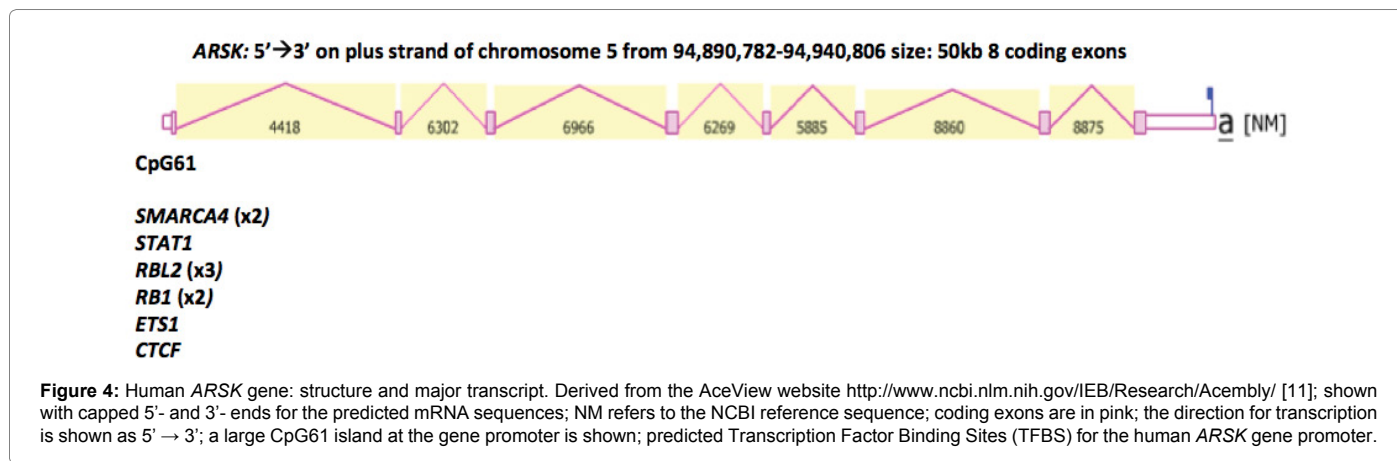 ARSK: 5’→3’ on plus strand of chromosome 5 from 94,890,782-94,940,806 size: 50kb 8 coding exons
4418 6302 6966 6269 5885 8860 8875 a [NM]
CpG61
SMARCA4 (x2)
STAT1
RBL2 (x3)
RB1 (x2)
ETS1
CTCF
Figure 4: Human ARSK gene: structure and major transcript. Derived from the AceView website http://www.ncbi.nlm.nih.gov/IEB/Research/Acembly/ [11]; shown
with capped 5’- and 3’- ends for the predicted mRNA sequences; NM refers to the NCBI reference sequence; coding exons are in pink; the direction for transcription
is shown as 5’ → 3’; a large CpG61 island at the gene promoter is shown; predicted Transcription Factor Binding Sites (TFBS) for the human ARSK gene promoter.